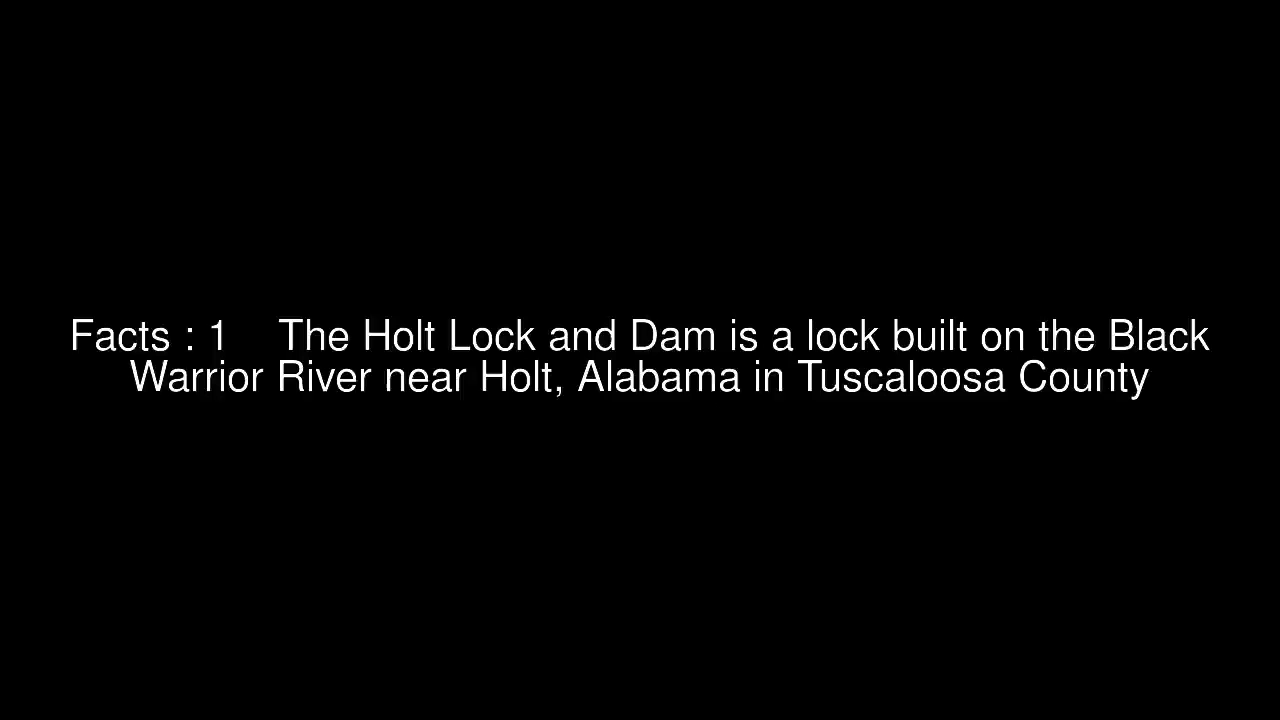 Facts : 1    The Holt Lock and Dam is a lock built on the Black
Warrior River near Holt, Alabama in Tuscaloosa County